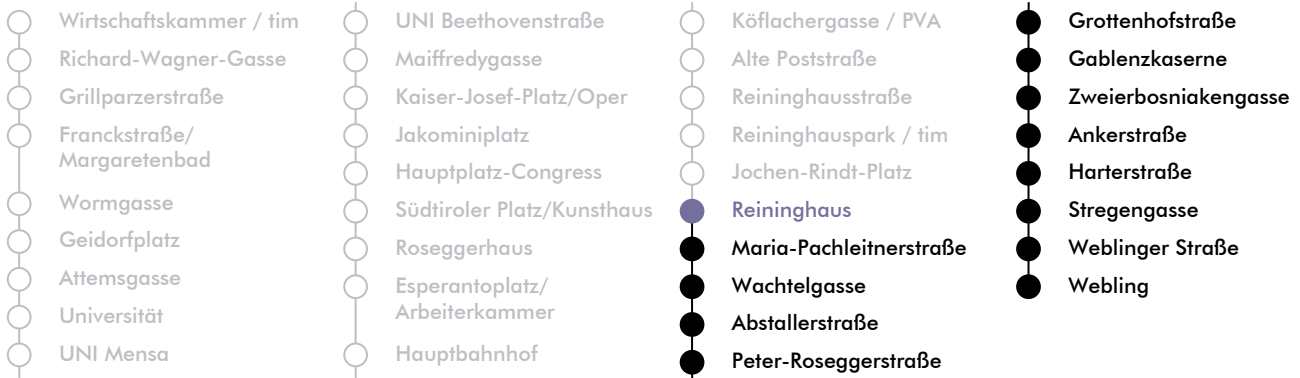 Wirtschaftskammer / tim
Richard-Wagner-Gasse
Grillparzerstraße
Franckstraße/
Margaretenbad
Wormgasse
Geidorfplatz
Attemsgasse
Universität
UNI Mensa
UNI Beethovenstraße
Maiffredygasse
Kaiser-Josef-Platz/Oper
Jakominiplatz
Hauptplatz-Congress
Südtiroler Platz/Kunsthaus
Roseggerhaus
Esperantoplatz/
Arbeiterkammer
Hauptbahnhof
Köflachergasse / PVA
Alte Poststraße
Reininghausstraße
Reininghauspark / tim
Jochen-Rindt-Platz
Reininghaus
Maria-Pachleitnerstraße
Wachtelgasse
Abstallerstraße
Peter-Roseggerstraße
Grottenhofstraße
Gablenzkaserne
Zweierbosniakengasse
Ankerstraße
Harterstraße
Stregengasse
Weblinger Straße
Webling